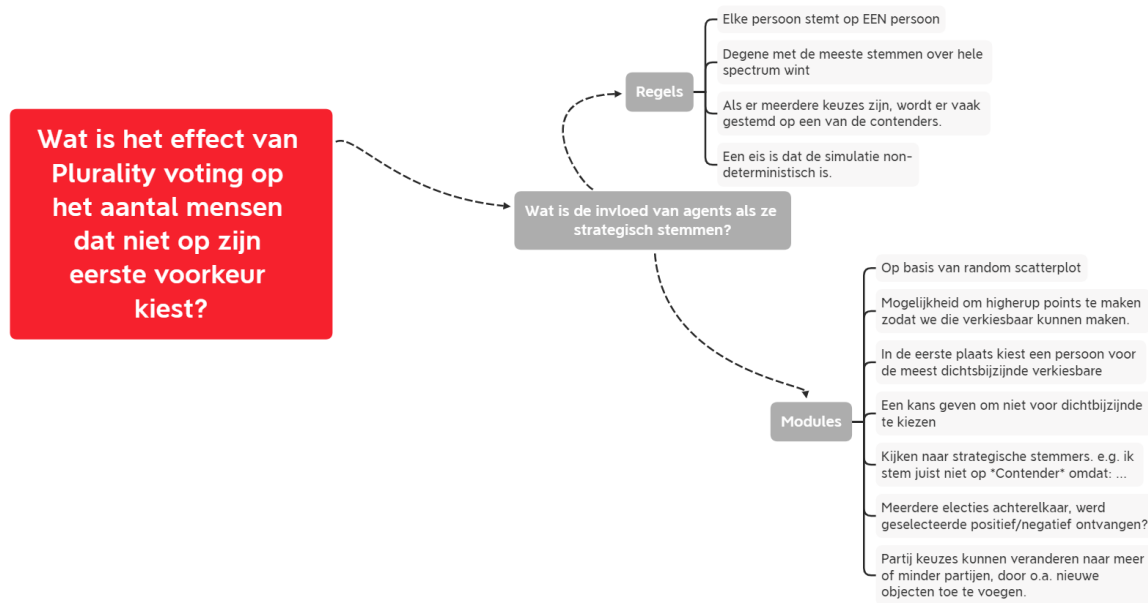 Wat is het effect van
Plurality voting op
het aantal mensen
dat niet op zijn
eerste voorkeur
kiest?
Wat is de invloed van agents als ze
strategisch stemmen?
Regels
Elke persoon stemt op EEN persoon
Degene met de meeste stemmen over hele
spectrum wint
Als er meerdere keuzes zijn, wordt er vaak
gestemd op een van de contenders.
Een eis is dat de simulatie non-
deterministisch is.
Modules
Op basis van random scatterplot
Mogelijkheid om higherup points te maken
zodat we die verkiesbaar kunnen maken.
In de eerste plaats kiest een persoon voor
de meest dichtsbijzijnde verkiesbare
Een kans geven om niet voor dichtbijzijnde
te kiezen
Kijken naar strategische stemmers. e.g. ik
stem juist niet op *Contender* omdat: ...
Meerdere electies achterelkaar, werd
geselecteerde positief/negatief ontvangen?
Partij keuzes kunnen veranderen naar meer
of minder partijen, door o.a. nieuwe
objecten toe te voegen.